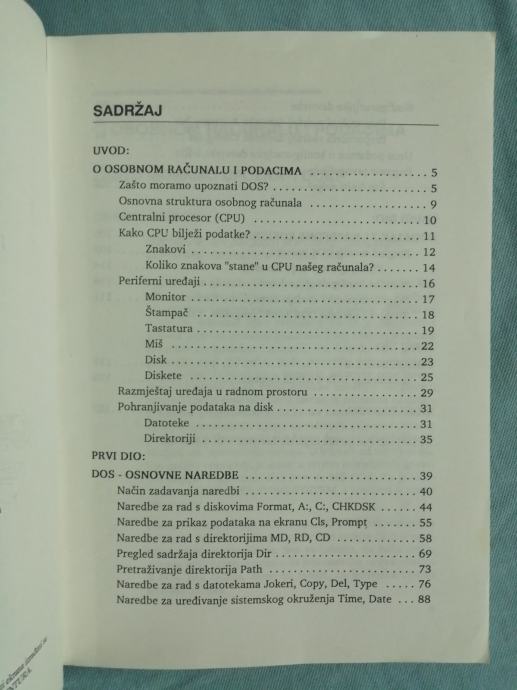 SADRŽAJ
UVOD:
O OSOBNOM RAČUNALU I PODACIMA .................. 5
Zašto moramo upoznati DOS? .......................... 5
Osnovna struktura osobnog računala ..................... 9
Centralni procesor (CPU) ............................. 10
Kako CPU bilježi podatke? ............................ 11
Znakovi ....................................... 12
Koliko znakova "stane" u CPU našeg računala? ........ 14
Periferni uređaji .................................... 16
Monitor ....................................... 17
Štampač ....................................... 18
Tastatura ...................................... 19
Miš .......................................... 22
Disk .......................................... 23
Diskete ........................................ 25
Razmještaj uređaja u radnom prostoru .................. 29
Pohranjivanje podataka na disk ........................ 31
Datoteke ....................................... 31
Direktoriji ..................................... 35
PRVI DIO:
DOS - OSNOVNE NAREDBE ............................ 39
Način zadavanja naredbi .............................. 40
Naredbe za rad s diskovima Format, A:, C:, CHKDSK ...... 44
Naredbe za prikaz podataka na ekranu Cls, Prompt ........ 55
Naredbe za rad s direktorijima MD, RD, CD .............. 58
Pregled sadržaja direktorija Dir ........................ 69
Pretraživanje direktorija Path .......................... 73
Naredbe za rad s datotekama Jokeri, Copy, Del, Type ..... 76
Naredbe za uređivanje sistemskog okruženja Time, Date ... 88